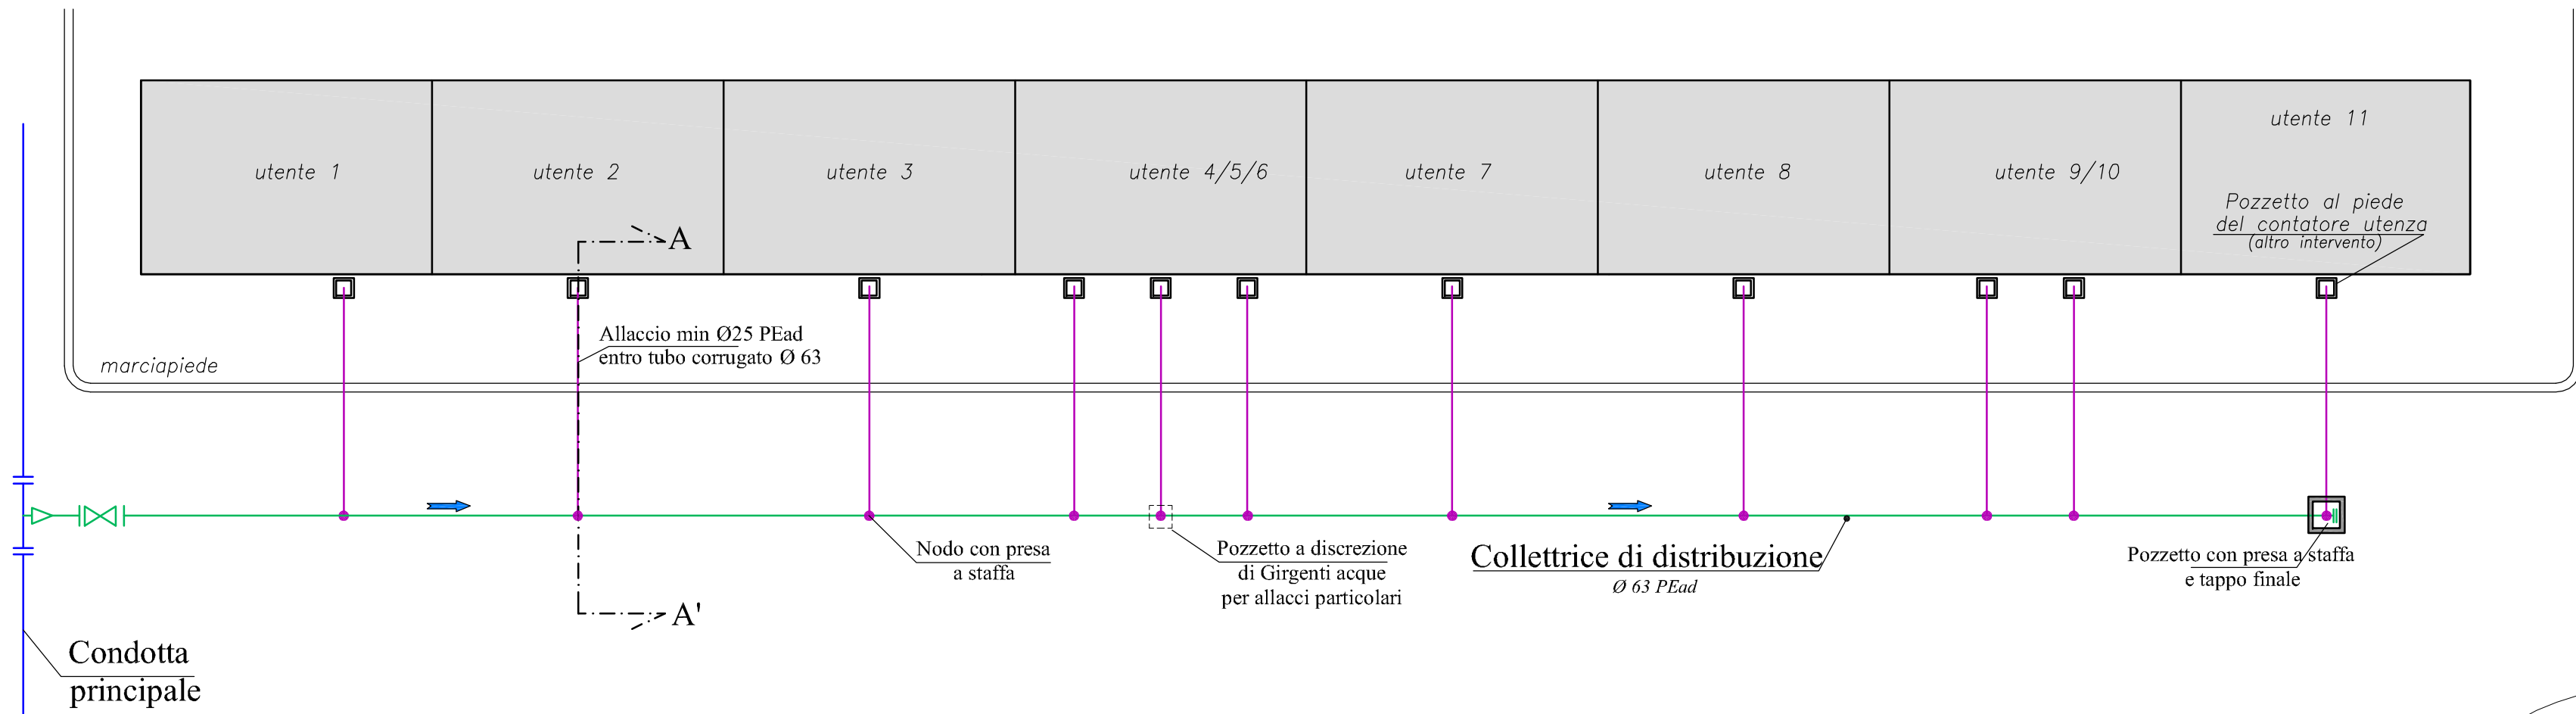 utente 1
utente 2
utente 3
utente 4/5/6
utente 7
utente 8
utente 9/10
utente 11
Pozzetto al piede
del contatore utenza
(altro intervento)
A
Allaccio min Ø25 PEad
entro tubo corrugato Ø 63
marciapiede
Nodo con presa
a staffa
Pozzetto a discrezione
di Girgenti acque
per allacci particolari
Collettrice di distribuzione
Ø 63 PEad
Pozzetto con presa a staffa
e tappo finale
A'
Condotta
principale